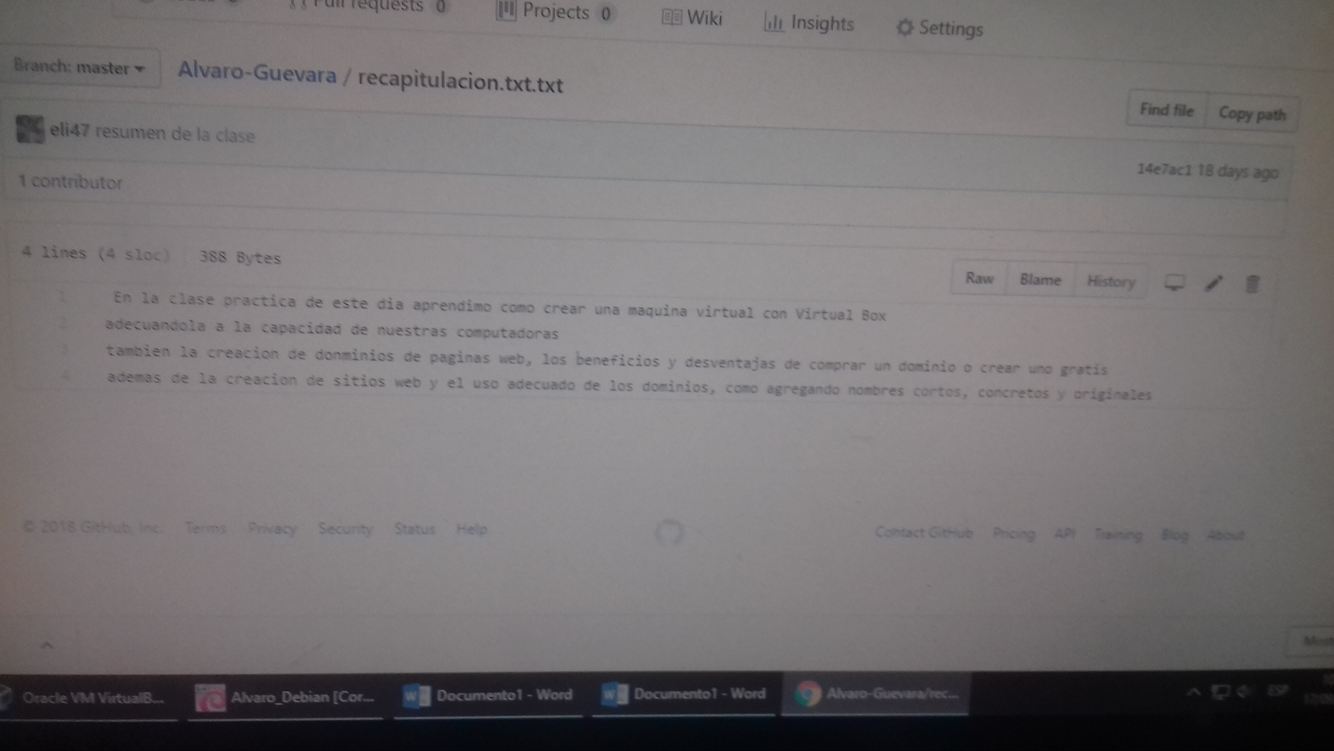 Pull requests 0 Projects 0 Wiki Insights Settings
Branch: master Alvaro-Guevara / recapitulacion.txt.txt
Find file Copy path
eli47 resumen de la clase
14e7ac1 18 days ago
1 contributor
4 lines (4 sloc) 388 Bytes
Raw Blame History
1 En la clase practica de este dia aprendimo como crear una maquina virtual con Virtual Box
2 adecuandola a la capacidad de nuestras computadoras
3 tambien la creacion de donminios de paginas web, los beneficios y desventajas de comprar un dominio o crear uno gratis
4 ademas de la creacion de sitios web y el uso adecuado de los dominios, como agregando nombres cortos, concretos y originales
© 2018 GitHub, Inc. Terms Privacy Security Status Help
Contact GitHub Pricing API Training Blog About
Oracle VM VirtualB... Alvaro_Debian [Cor... Documento1 - Word Documento1 - Word Alvaro-Guevara/rec... ESP